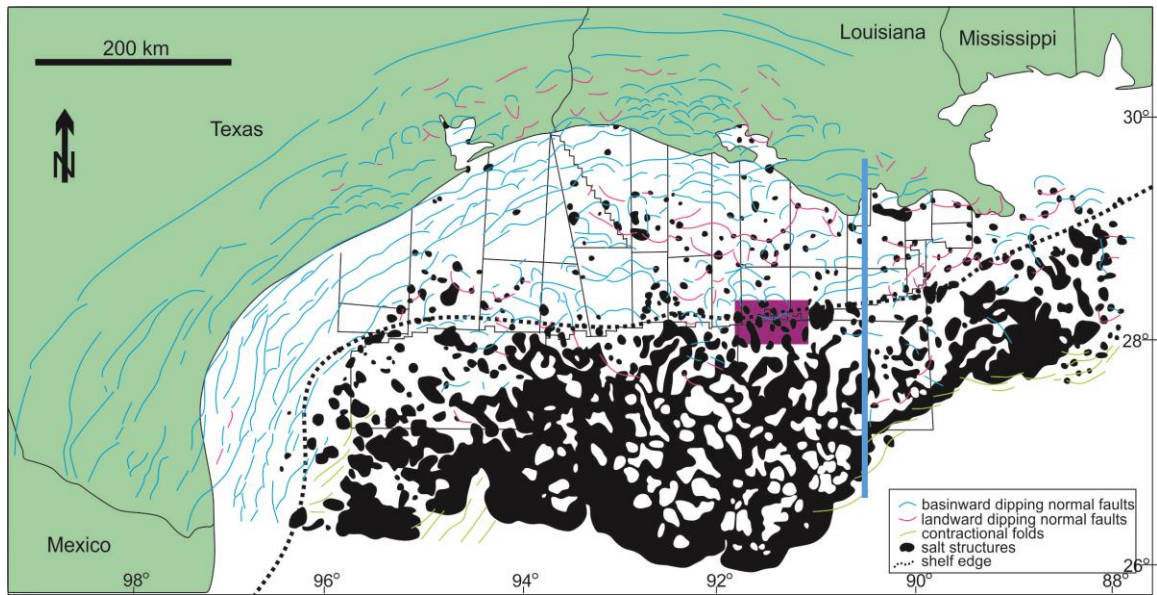 Louisiana
Mississippi
200 km
30°
Texas
N
28°
basinward dipping normal faults
landward dipping normal faults
contractional folds
salt structures
shelf edge
Mexico
26°
98°
96°
94°
92°
90°
88°